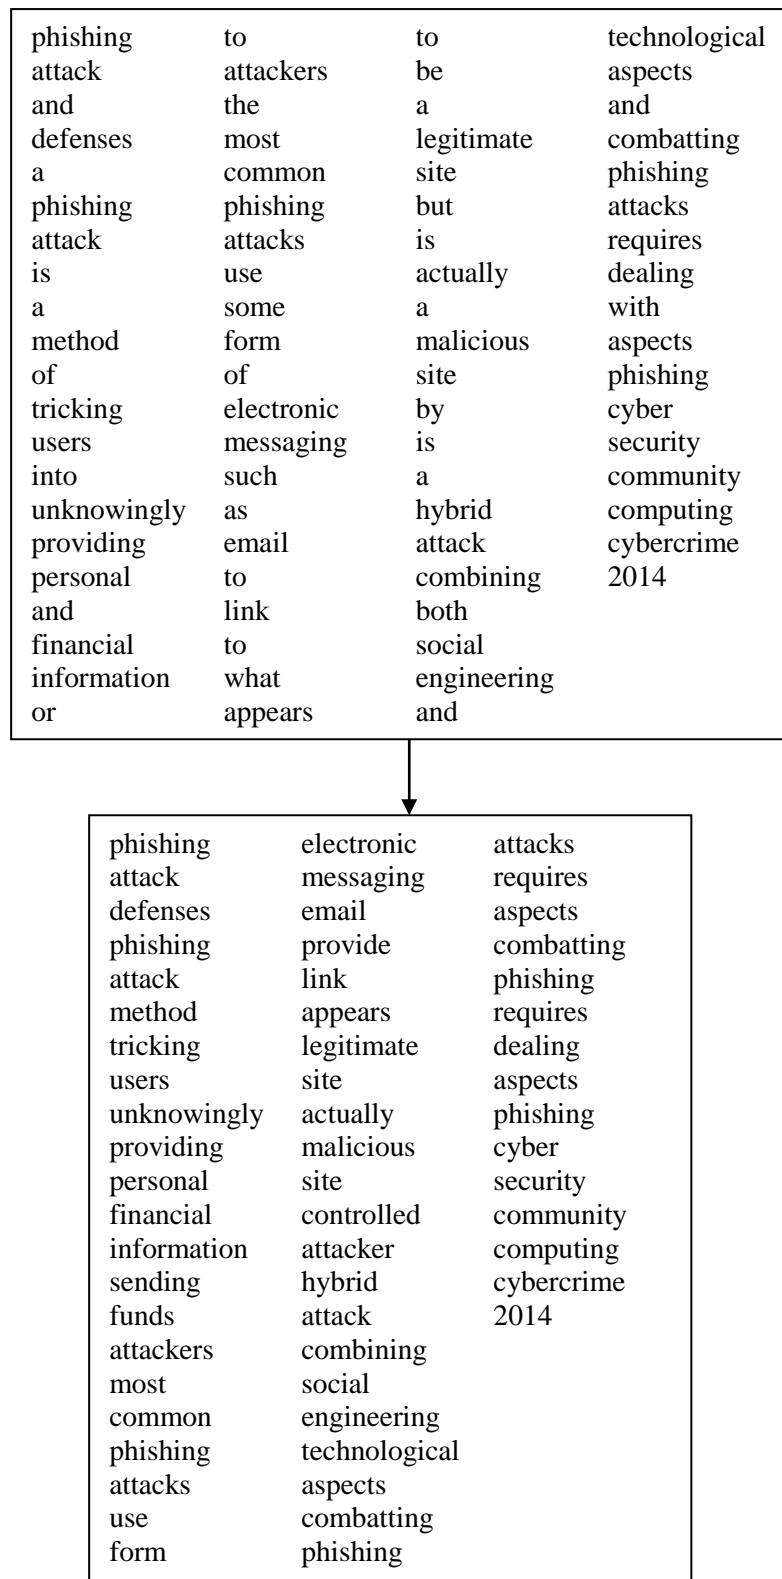 phishing
attack
and
defenses
a
phishing
attack
is
a
method
of
tricking
users
into
unknowingly
providing
personal
and
financial
information
or
to
attackers
the
most
common
phishing
attacks
use
some
form
of
electronic
messaging
such
as
email
to
link
to
what
appears
to
be
a
legitimate
site
but
is
actually
a
malicious
site
by
is
a
hybrid
attack
combining
both
social
engineering
and
technological
aspects
and
combatting
phishing
attacks
requires
dealing
with
aspects
phishing
cyber
security
community
computing
cybercrime
2014
phishing
attack
defenses
phishing
attack
method
tricking
users
unknowingly
providing
personal
financial
information
sending
funds
attackers
most
common
phishing
attacks
use
form
electronic
messaging
email
provide
link
appears
legitimate
site
actually
malicious
site
controlled
attacker
hybrid
attack
combining
social
engineering
technological
aspects
combatting
phishing
attacks
requires
aspects
combatting
phishing
requires
dealing
aspects
phishing
cyber
security
community
computing
cybercrime
2014